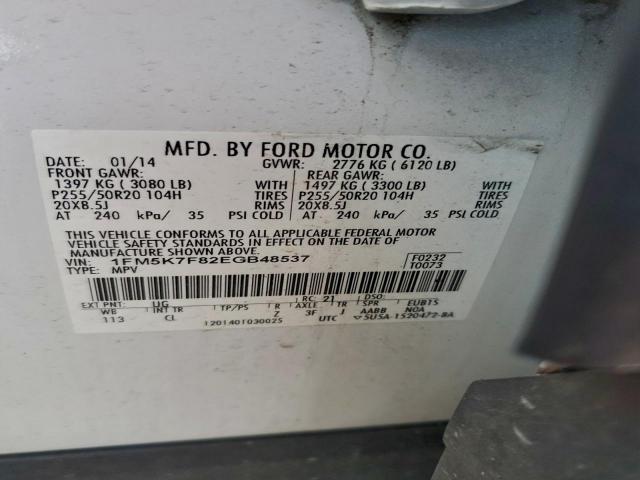 MFD. BY FORD MOTOR CO.
DATE: 01/14 GVWR: 2776 KG ( 6120 LB)
FRONT GAWR: REAR GAWR:
1397 KG ( 3080 LB) WITH 1497 KG ( 3300 LB) WITH
P255/50R20 104H TIRES P255/50R20 104H TIRES
20X8.5J RIMS 20X8.5J RIMS
AT 240 kPa/ 35 PSI COLD AT 240 kPa/ 35 PSI COLD
THIS VEHICLE CONFORMS TO ALL APPLICABLE FEDERAL MOTOR
VEHICLE SAFETY STANDARDS IN EFFECT ON THE DATE OF
MANUFACTURE SHOWN ABOVE.
VIN: 1FM5K7F82EGB48537 F0232
TYPE: MPV T0073
EXT PNT: UG RC: 21 DSO:
WB INT TR TP/PS R AXLE TR SPR EUBTS
113 CL Z 3F J AABB NOA
1201401030025 UTC 5U5A-1520472-BA